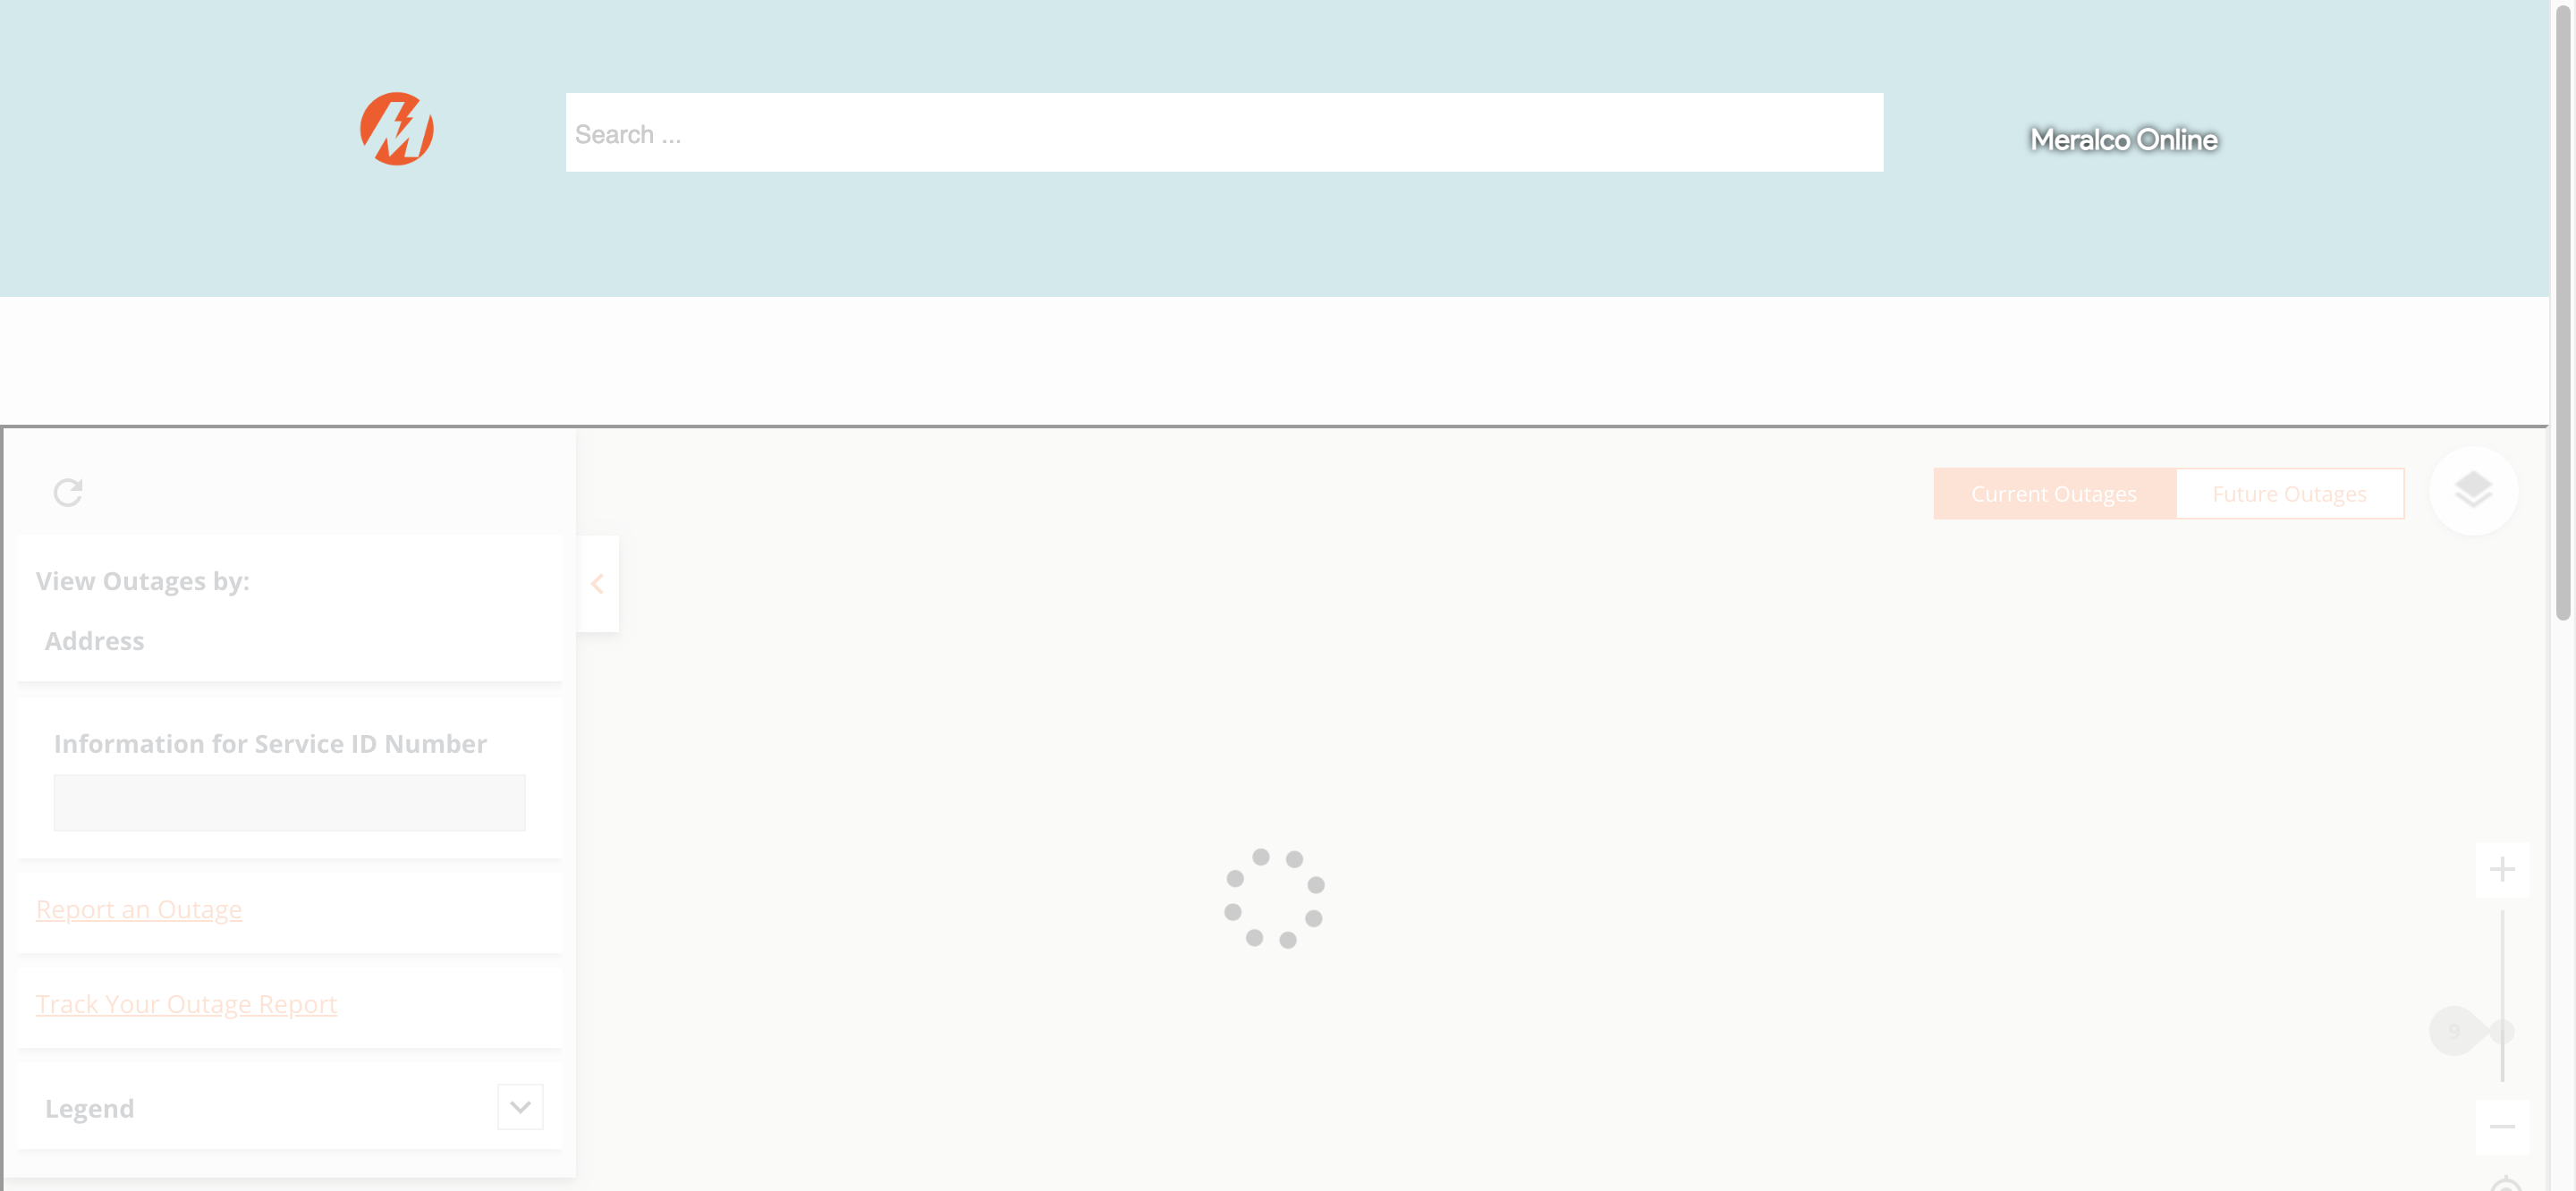 Search ...
Meralco Online
Current Outages
Future Outages
View Outages by:
Address
Information for Service ID Number
Report an Outage
Track Your Outage Report
9
Legend